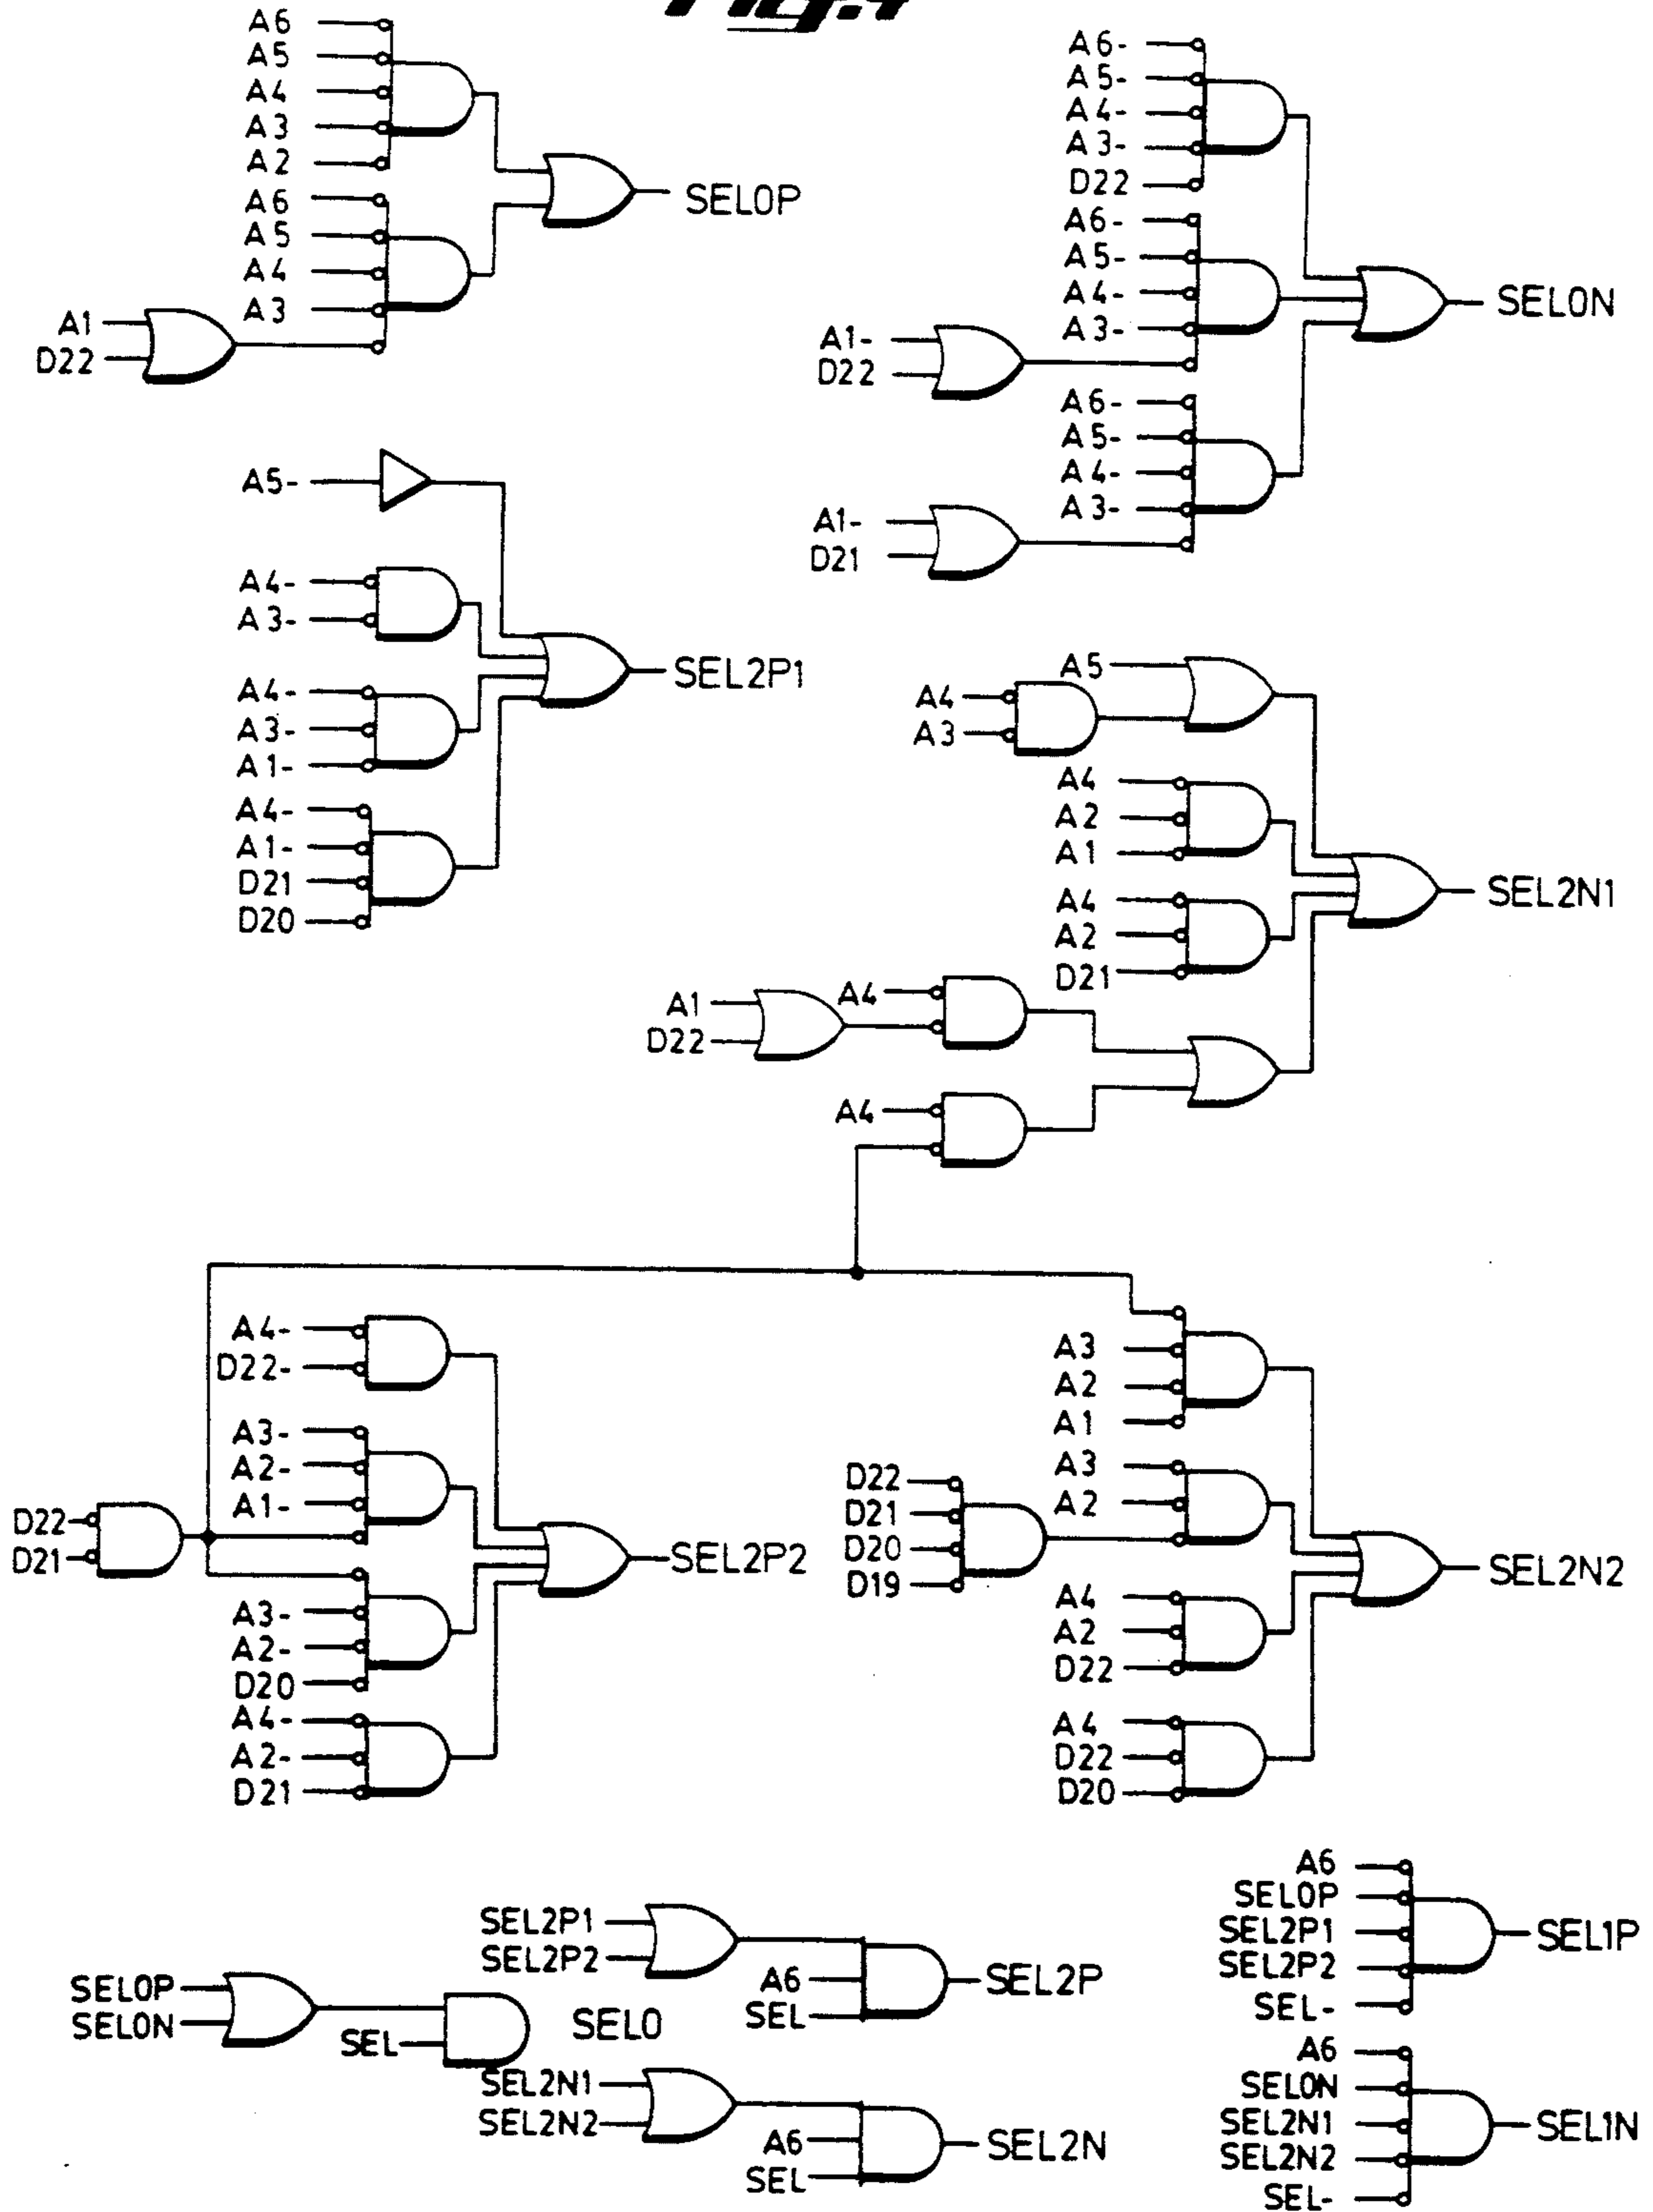 A6
A5
A4
A3
A2
A6
A5
A4
A3
A1
D22
SEL0P
A6-
A5-
A4-
A3-
D22
A6-
A5-
A4-
A3-
A1-
D22
A6-
A5-
A4-
A3-
A1-
D21
SEL0N
A5-
A4-
A3-
A4-
A3-
A1-
A4-
A1-
D21
D20
SEL2P1
A5
A4
A3
A4
A2
A1
A4
A2
D21
A1
D22
A4
A4
SEL2N1
A4-
D22-
A3-
A2-
A1-
D22
D21
A3-
A2-
D20
A4-
A2-
D21
SEL2P2
A3
A2
A1
A3
A2
D22
D21
D20
D19
A4
A2
D22
A4
D22
D20
SEL2N2
SEL0P
SEL0N
SEL
SEL0
SEL2P1
SEL2P2
A6
SEL
SEL2P
SEL2N1
SEL2N2
A6
SEL
SEL2N
A6
SEL0P
SEL2P1
SEL2P2
SEL-
SEL1P
A6
SEL0N
SEL2N1
SEL2N2
SEL-
SEL1N